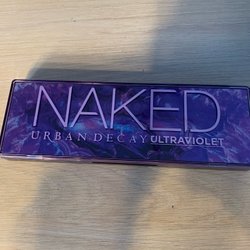 NAKED
URBAN DECAY ULTRAVIOLET